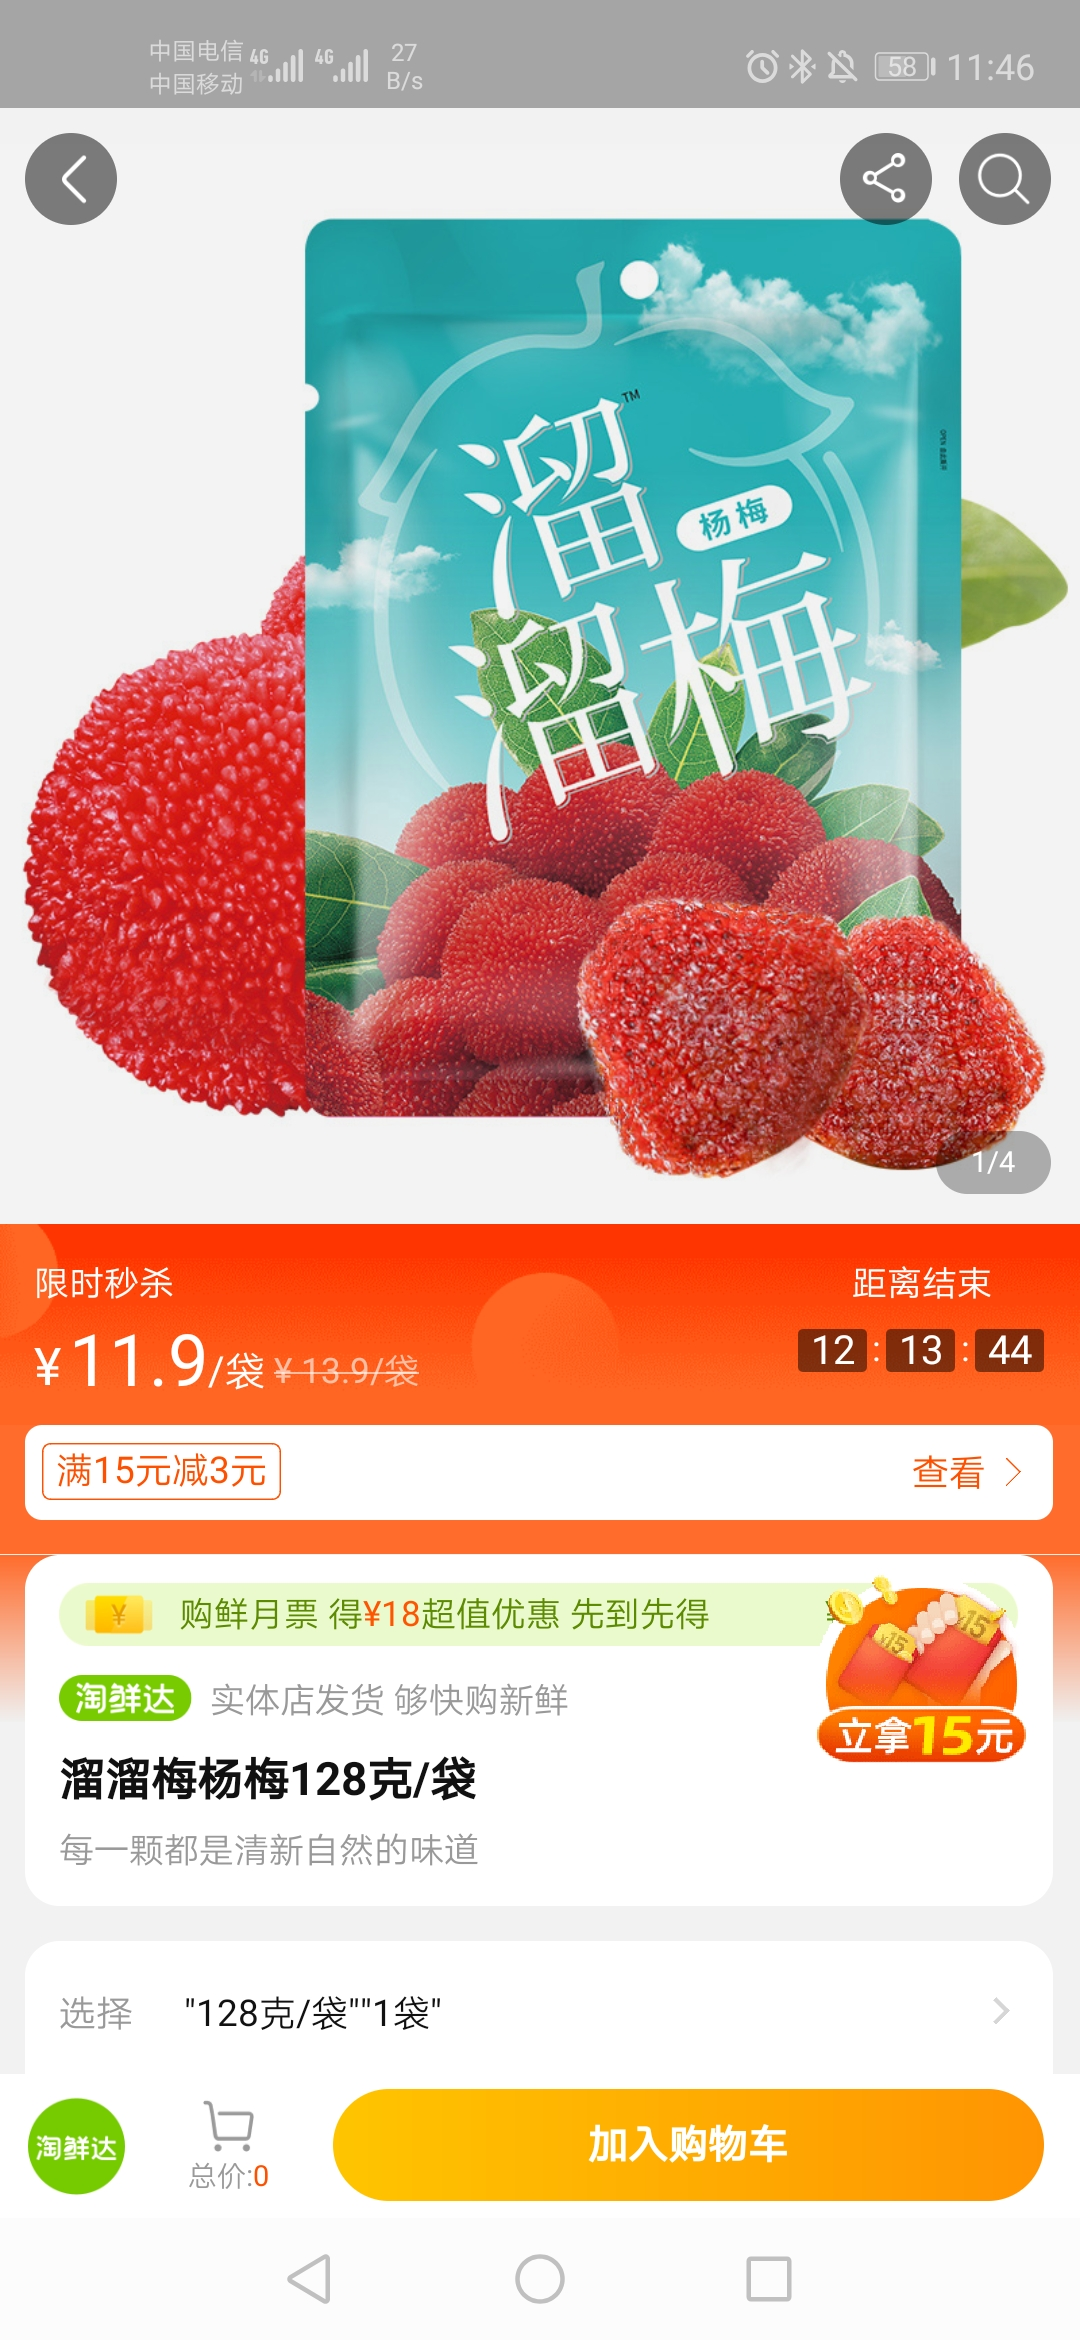 中国电信 4G 4G 27
中国移动 B/s
58 11:46
溜
TM
杨梅
溜梅
1/4
限时秒杀
距离结束
¥11.9/袋 ¥13.9/袋
12:13:44
满15元减3元
查看
购鲜月票 得¥18超值优惠 先到先得
¥15
15
立拿15元
淘鲜达 实体店发货 够快购新鲜
溜溜梅杨梅128克/袋
每一颗都是清新自然的味道
选择 "128克/袋""1袋"
淘鲜达
总价:0
加入购物车